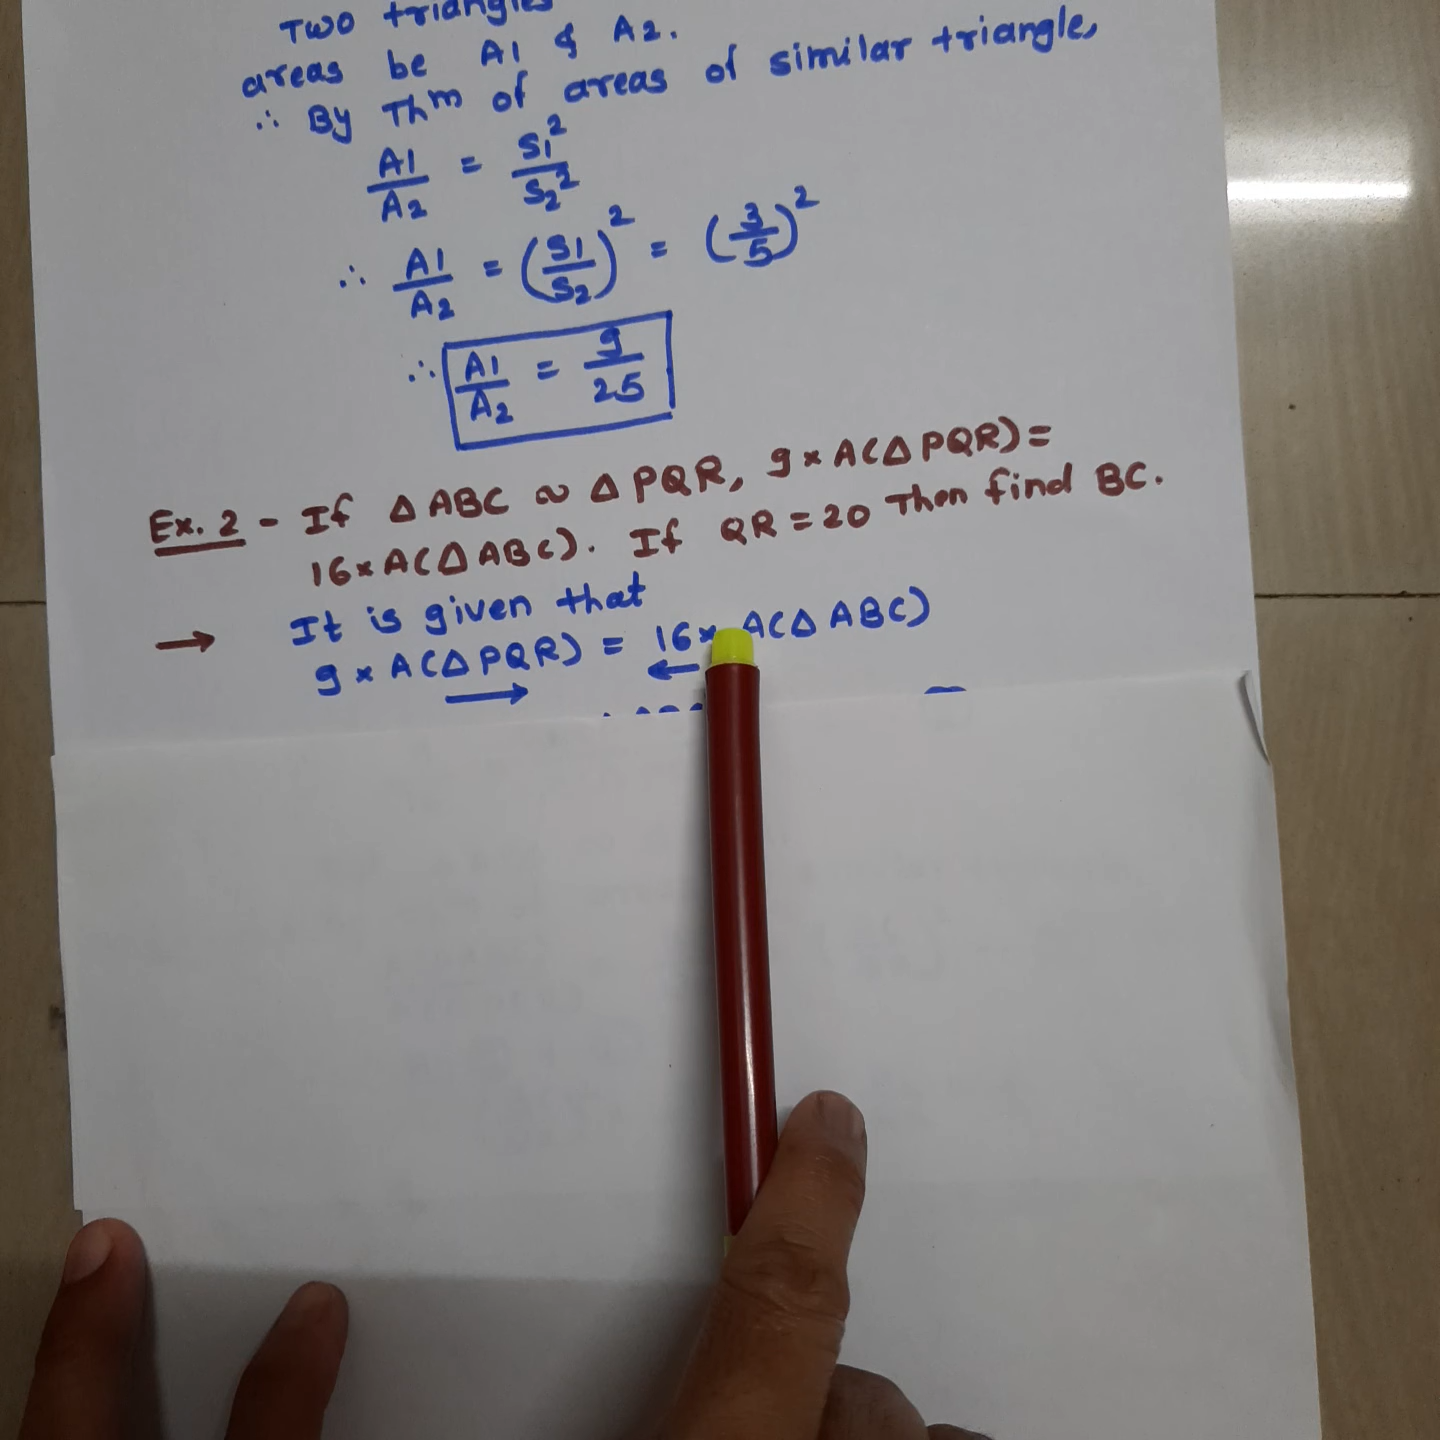 Two triangles
areas be A1 & A2.
∴ By Thm of areas of similar triangle,
A1/A2 = S1²/S2²
∴ A1/A2 = (S1/S2)² = (3/5)²
∴ A1/A2 = 9/25
Ex. 2 - If △ABC ~ △PQR, 9×A(△PQR)=
16×A(△ABC). If QR=20 Then find BC.
→ It is given that
9×A(△PQR) = 16×A(△ABC)